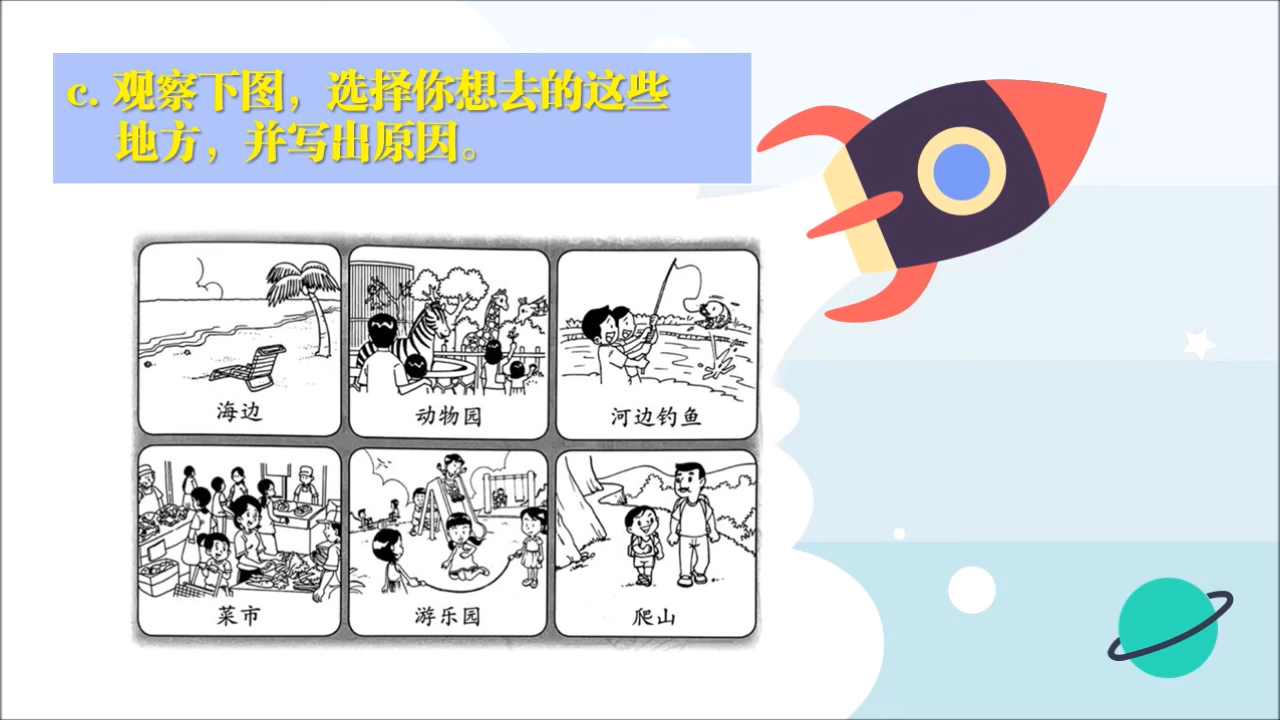 c. 观察下图，选择你想去的这些
地方，并写出原因。
海边
动物园
河边钓鱼
菜市
游乐园
爬山